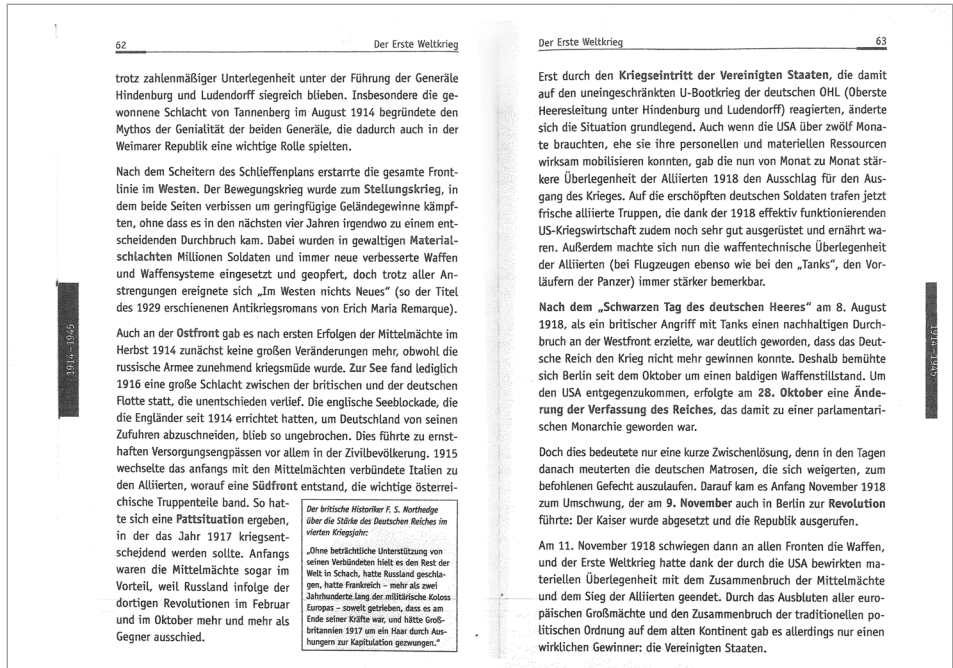 62
Der Erste Weltkrieg
trotz zahlenmäßiger Unterlegenheit unter der Führung der Generäle
Hindenburg und Ludendorff siegreich blieben. Insbesondere die ge-
wonnene Schlacht von Tannenberg im August 1914 begründete den
Mythos der Genialität der beiden Generäle, die dadurch auch in der
Weimarer Republik eine wichtige Rolle spielten.
Nach dem Scheitern des Schlieffenplans erstarrte die gesamte Front-
linie im Westen. Der Bewegungskrieg wurde zum Stellungskrieg, in
dem beide Seiten verbissen um geringfügige Geländegewinne kämpf-
ten, ohne dass es in den nächsten vier Jahren irgendwo zu einem ent-
scheidenden Durchbruch kam. Dabei wurden in gewaltigen Material-
schlachten Millionen Soldaten und immer neue verbesserte Waffen
und Waffensysteme eingesetzt und geopfert, doch trotz aller An-
strengungen ereignete sich „Im Westen nichts Neues“ (so der Titel
des 1929 erschienenen Antikriegsromans von Erich Maria Remarque).
Auch an der Ostfront gab es nach ersten Erfolgen der Mittelmächte im
Herbst 1914 zunächst keine großen Veränderungen mehr, obwohl die
russische Armee zunehmend kriegsmüde wurde. Zur See fand lediglich
1916 eine große Schlacht zwischen der britischen und der deutschen
Flotte statt, die unentschieden verlief. Die englische Seeblockade, die
die Engländer seit 1914 errichtet hatten, um Deutschland von seinen
Zufuhren abzuschneiden, blieb so ungebrochen. Dies führte zu ernst-
haften Versorgungsengpässen vor allem in der Zivilbevölkerung. 1915
wechselte das anfangs mit den Mittelmächten verbündete Italien zu
den Alliierten, worauf eine Südfront entstand, die wichtige österrei-
chische Truppenteile band. So hat-
te sich eine Pattsituation ergeben,
in der das Jahr 1917 kriegsent-
scheidend werden sollte. Anfangs
waren die Mittelmächte sogar im
Vorteil, weil Russland infolge der
dortigen Revolutionen im Februar
und im Oktober mehr und mehr als
Gegner ausschied.
Der britische Historiker F. S. Northedge
über die Stärke des Deutschen Reiches im
vierten Kriegsjahr:
„Ohne beträchtliche Unterstützung von
seinen Verbündeten hielt es den Rest der
Welt in Schach, hatte Russland geschla-
gen, hatte Frankreich – mehr als zwei
Jahrhunderte lang der militärische Koloss
Europas – soweit getrieben, dass es am
Ende seiner Kräfte war, und hätte Groß-
britannien 1917 um ein Haar durch Aus-
hungern zur Kapitulation gezwungen.“
1914–1945
Der Erste Weltkrieg
63
Erst durch den Kriegseintritt der Vereinigten Staaten, die damit
auf den uneingeschränkten U-Bootkrieg der deutschen OHL (Oberste
Heeresleitung unter Hindenburg und Ludendorff) reagierten, änderte
sich die Situation grundlegend. Auch wenn die USA über zwölf Mona-
te brauchten, ehe sie ihre personellen und materiellen Ressourcen
wirksam mobilisieren konnten, gab die nun von Monat zu Monat stär-
kere Überlegenheit der Alliierten 1918 den Ausschlag für den Aus-
gang des Krieges. Auf die erschöpften deutschen Soldaten trafen jetzt
frische alliierte Truppen, die dank der 1918 effektiv funktionierenden
US-Kriegswirtschaft zudem noch sehr gut ausgerüstet und ernährt wa-
ren. Außerdem machte sich nun die waffentechnische Überlegenheit
der Alliierten (bei Flugzeugen ebenso wie bei den „Tanks“, den Vor-
läufern der Panzer) immer stärker bemerkbar.
Nach dem „Schwarzen Tag des deutschen Heeres“ am 8. August
1918, als ein britischer Angriff mit Tanks einen nachhaltigen Durch-
bruch an der Westfront erzielte, war deutlich geworden, dass das Deut-
sche Reich den Krieg nicht mehr gewinnen konnte. Deshalb bemühte
sich Berlin seit dem Oktober um einen baldigen Waffenstillstand. Um
den USA entgegenzukommen, erfolgte am 28. Oktober eine Ände-
rung der Verfassung des Reiches, das damit zu einer parlamentari-
schen Monarchie geworden war.
Doch dies bedeutete nur eine kurze Zwischenlösung, denn in den Tagen
danach meuterten die deutschen Matrosen, die sich weigerten, zum
befohlenen Gefecht auszulaufen. Darauf kam es Anfang November 1918
zum Umschwung, der am 9. November auch in Berlin zur Revolution
führte: Der Kaiser wurde abgesetzt und die Republik ausgerufen.
Am 11. November 1918 schwiegen dann an allen Fronten die Waffen,
und der Erste Weltkrieg hatte dank der durch die USA bewirkten ma-
teriellen Überlegenheit mit dem Zusammenbruch der Mittelmächte
und dem Sieg der Alliierten geendet. Durch das Ausbluten aller euro-
päischen Großmächte und den Zusammenbruch der traditionellen po-
litischen Ordnung auf dem alten Kontinent gab es allerdings nur einen
wirklichen Gewinner: die Vereinigten Staaten.
1914–1945